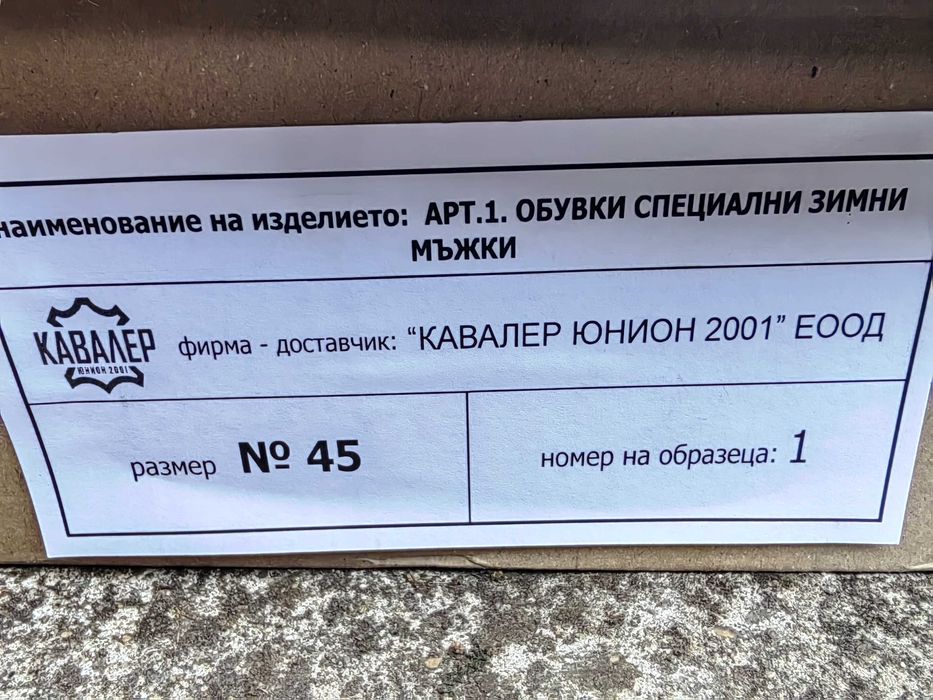 наименование на изделието: АРТ.1. ОБУВКИ СПЕЦИАЛНИ ЗИМНИ
МЪЖКИ
КАВАЛЕР
ЮНИОН 2001
фирма - доставчик: “КАВАЛЕР ЮНИОН 2001” ЕООД
размер № 45
номер на образеца: 1